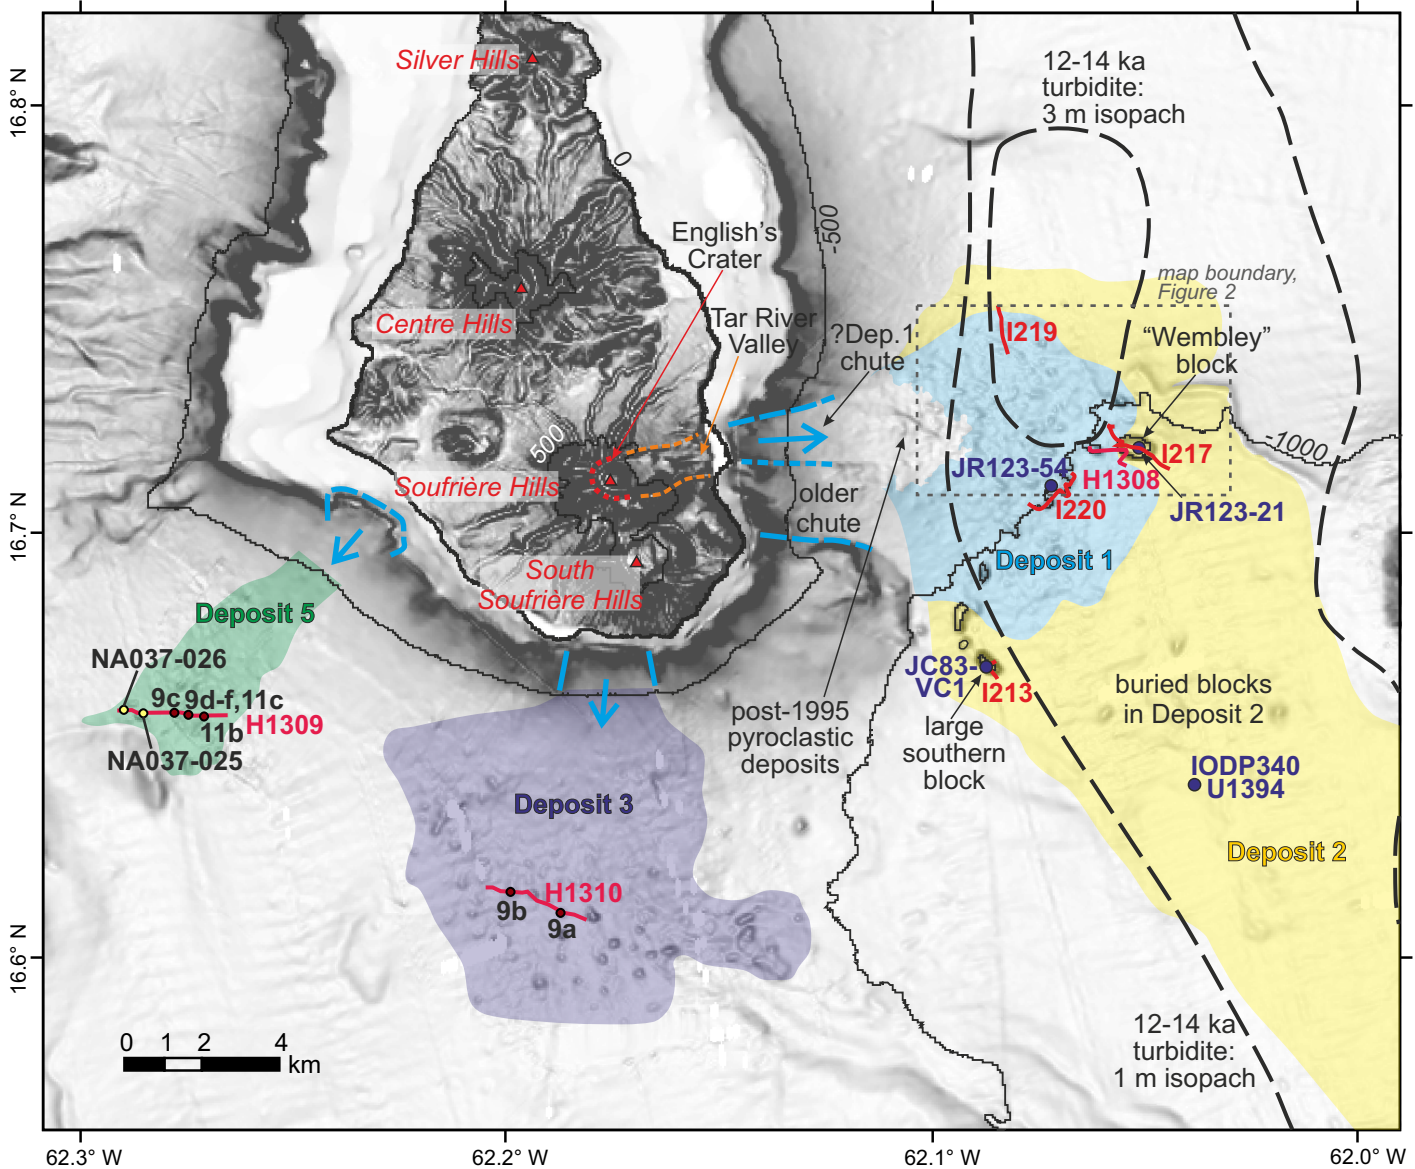 Silver Hills
12-14 ka
turbidite:
3 m isopach
16.8° N
0
-500
English's
Crater
map boundary,
Figure 2
Centre Hills
Tar River
Valley
?Dep.1
chute
I219
“Wembley”
block
500
-1000
Soufrière Hills
JR123-54
H1308
I217
older
chute
I220
JR123-21
16.7° N
South
Soufrière Hills
Deposit 1
Deposit 5
NA037-026
9c
9d-f,11c
H1309
11b
NA037-025
JC83-
VC1
I213
buried blocks
in Deposit 2
post-1995
pyroclastic
deposits
large
southern
block
IODP340
U1394
Deposit 3
Deposit 2
H1310
9b
9a
16.6° N
12-14 ka
turbidite:
1 m isopach
0 1 2 4
km
62.3° W
62.2° W
62.1° W
62.0° W